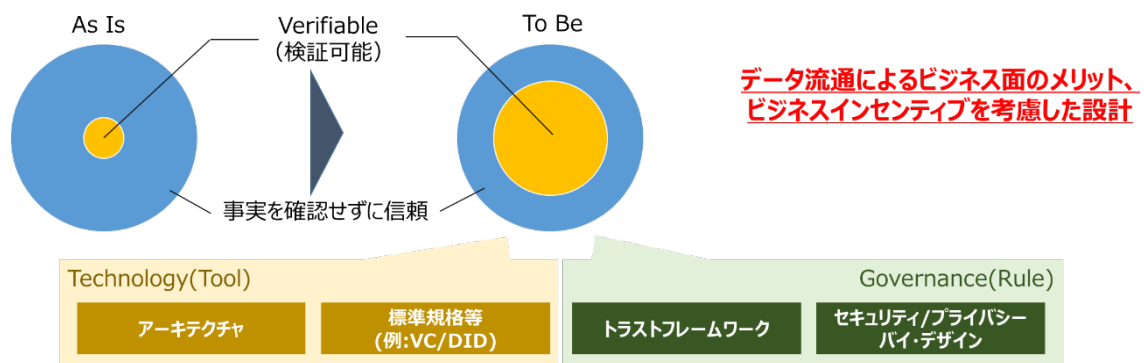 As Is
Verifiable
(検証可能)
To Be
データ流通によるビジネス面のメリット、
ビジネスインセンティブを考慮した設計
事実を確認せずに信頼
Technology(Tool)
アーキテクチャ
標準規格等
(例:VC/DID)
Governance(Rule)
トラストフレームワーク
セキュリティ/プライバシー
バイ・デザイン